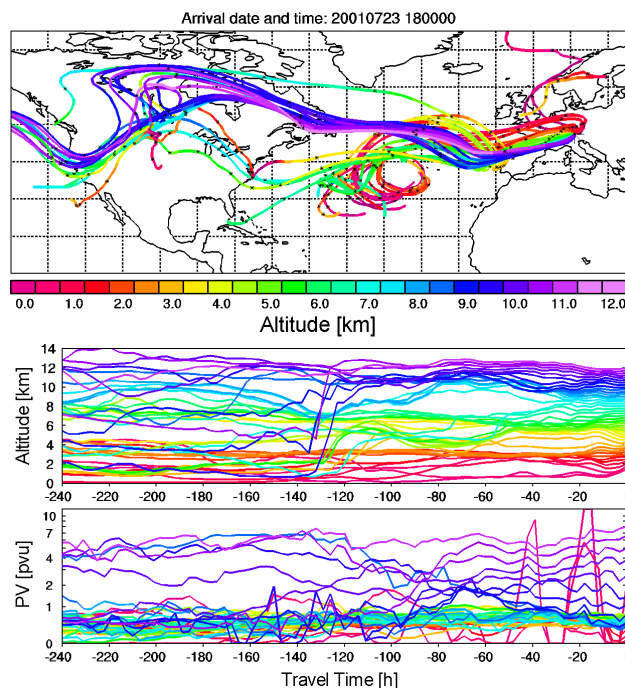 Arrival date and time: 20010723 180000
0.0 1.0 2.0 3.0 4.0 5.0 6.0 7.0 8.0 9.0 10.0 11.0 12.0
Altitude [km]
14
12
10
8
6
4
2
0
Altitude [km]
-240 -220 -200 -180 -160 -140 -120 -100 -80 -60 -40 -20
10
7
4
2
1
0
PV [pvu]
-240 -220 -200 -180 -160 -140 -120 -100 -80 -60 -40 -20
Travel Time [h]